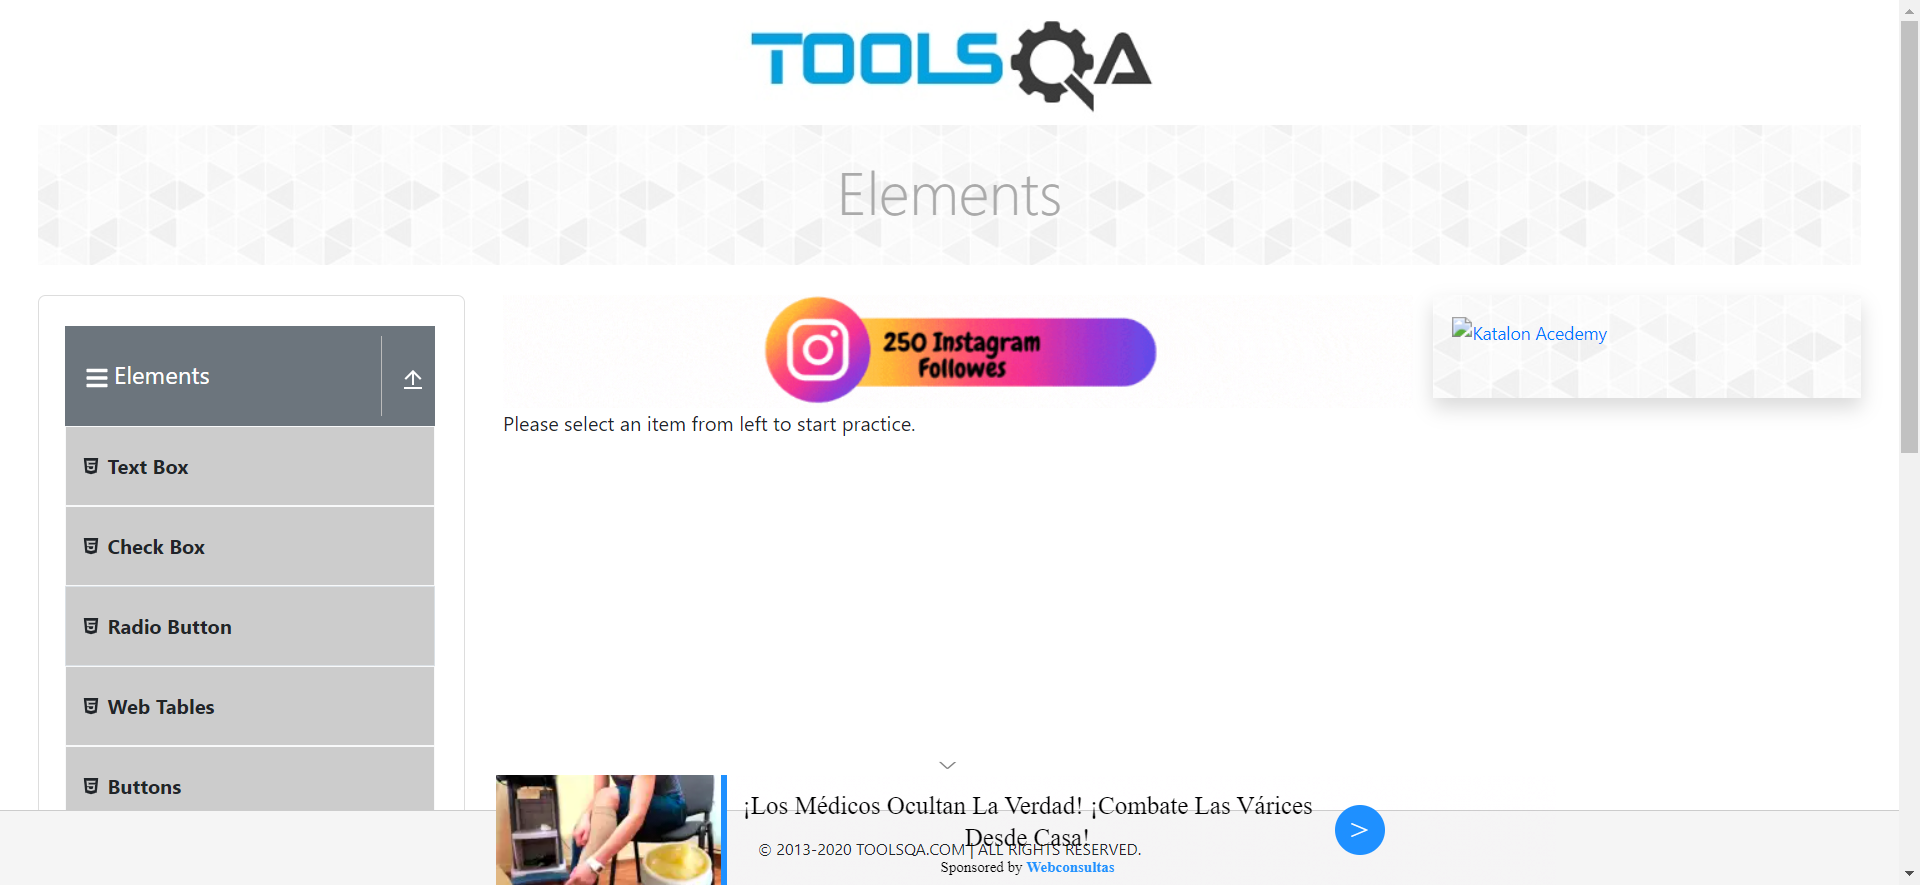 TOOLSQA
Elements
Elements
Text Box
Check Box
Radio Button
Web Tables
Buttons
250 Instagram
Followes
Please select an item from left to start practice.
Katalon Acedemy
¡Los Médicos Ocultan La Verdad! ¡Combate Las Várices
Desde Casa!
© 2013-2020 TOOLSQA.COM | ALL RIGHTS RESERVED.
Sponsored by Webconsultas